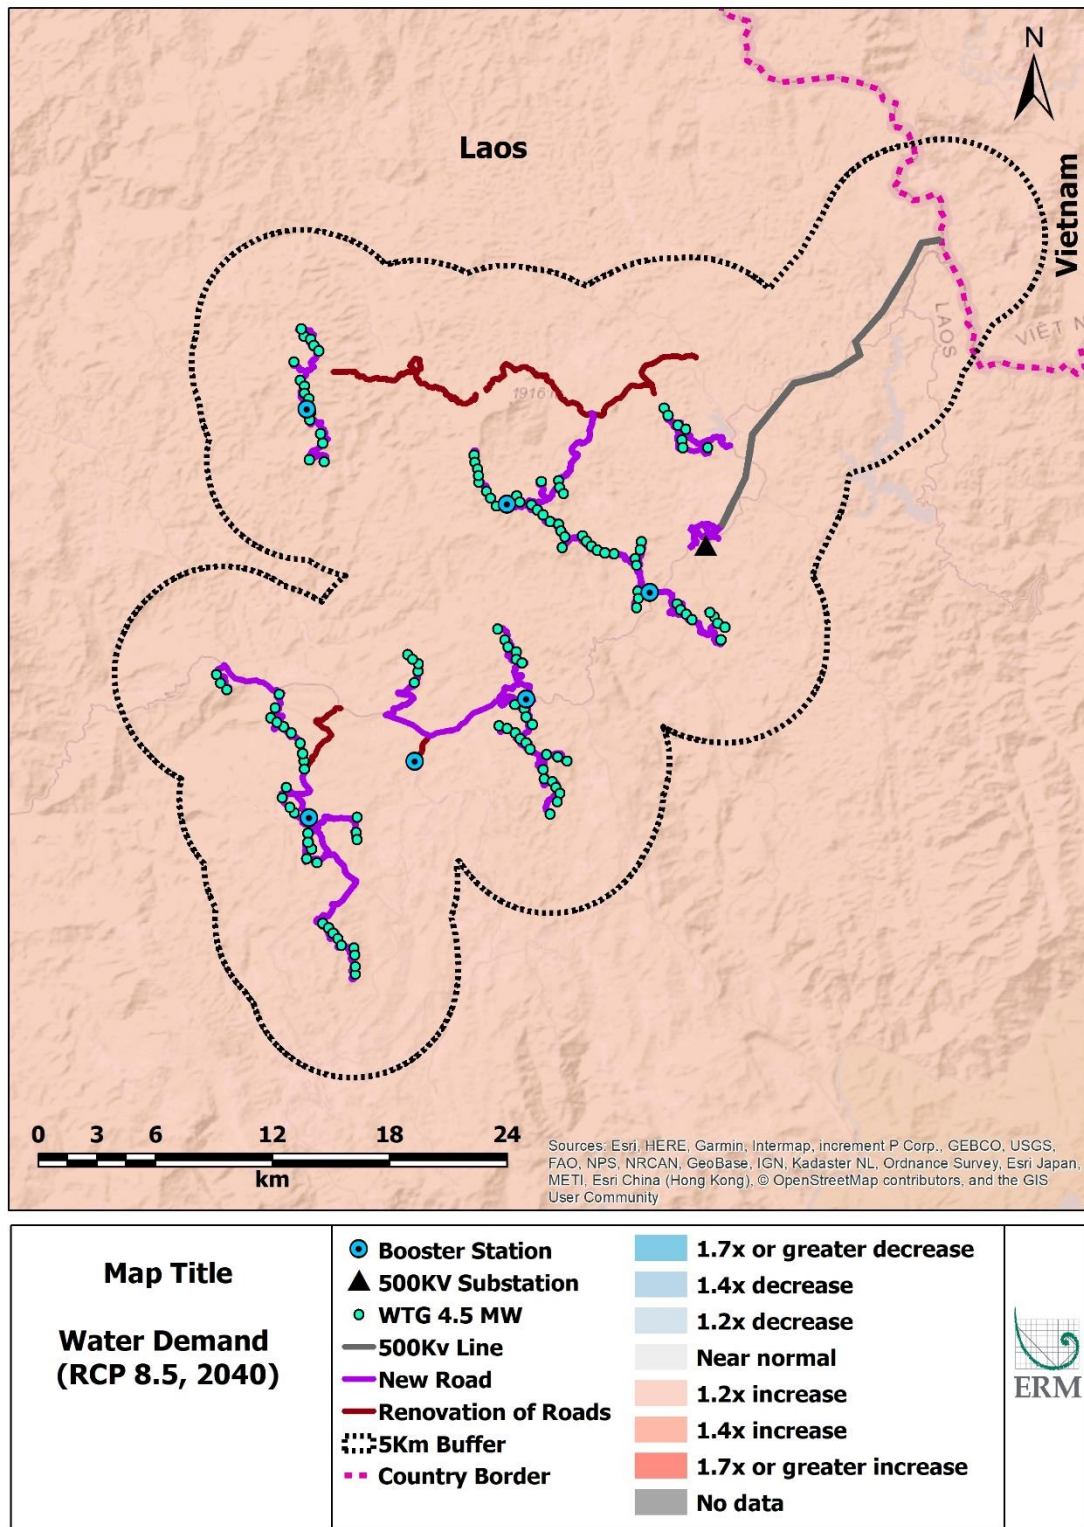 N
Laos
Vietnam
LAOS
VIỆT N
1916 m
0 3 6 12 18 24
km
Sources: Esri, HERE, Garmin, Intermap, increment P Corp., GEBCO, USGS,
FAO, NPS, NRCAN, GeoBase, IGN, Kadaster NL, Ordnance Survey, Esri Japan,
METI, Esri China (Hong Kong), © OpenStreetMap contributors, and the GIS
User Community
Map Title
Water Demand
(RCP 8.5, 2040)
Booster Station
500KV Substation
WTG 4.5 MW
500Kv Line
New Road
Renovation of Roads
5Km Buffer
Country Border
1.7x or greater decrease
1.4x decrease
1.2x decrease
Near normal
1.2x increase
1.4x increase
1.7x or greater increase
No data
ERM